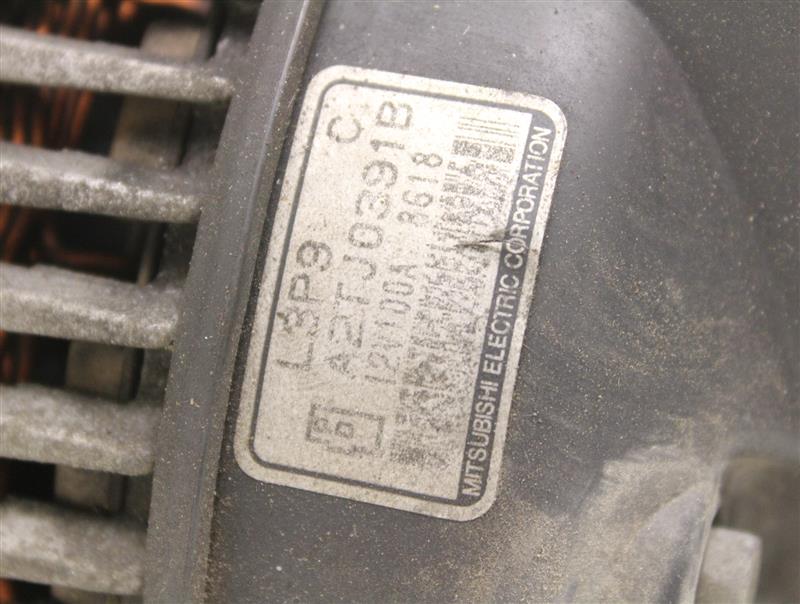 L3P9 C
A2TJ0391B
12V100A 8618
MITSUBISHI ELECTRIC CORPORATION